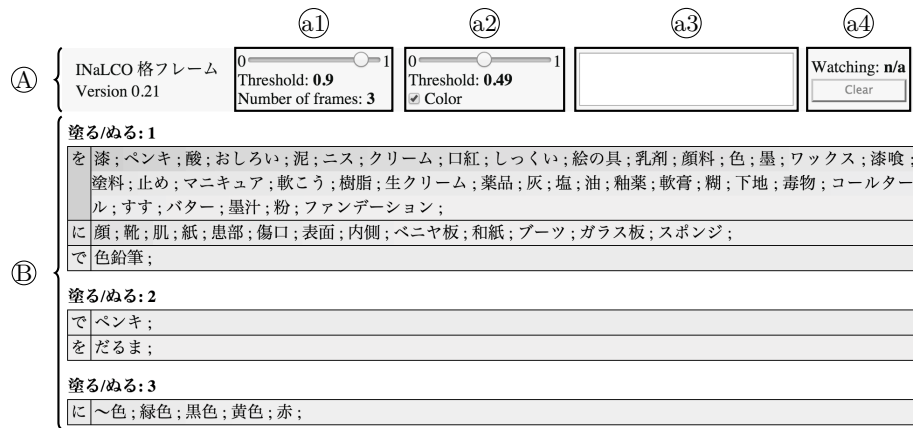 a1 a2 a3 a4
A
INaLCO 格フレーム
Version 0.21
0 1
Threshold: 0.9
Number of frames: 3
0 1
Threshold: 0.49
Color
Watching: n/a
Clear
B
塗る/ぬる: 1
を 漆 ; ペンキ ; 酸 ; おしろい ; 泥 ; ニス ; クリーム ; 口紅 ; しっくい ; 絵の具 ; 乳剤 ; 顔料 ; 色 ; 墨 ; ワックス ; 漆喰 ;
塗料 ; 止め ; マニキュア ; 軟こう ; 樹脂 ; 生クリーム ; 薬品 ; 灰 ; 塩 ; 油 ; 釉薬 ; 軟膏 ; 糊 ; 下地 ; 毒物 ; コールター
ル ; すす ; バター ; 墨汁 ; 粉 ; ファンデーション ;
に 顔 ; 靴 ; 肌 ; 紙 ; 患部 ; 傷口 ; 表面 ; 内側 ; ベニヤ板 ; 和紙 ; ブーツ ; ガラス板 ; スポンジ ;
で 色鉛筆 ;
塗る/ぬる: 2
で ペンキ ;
を だるま ;
塗る/ぬる: 3
に 〜色 ; 緑色 ; 黒色 ; 黄色 ; 赤 ;